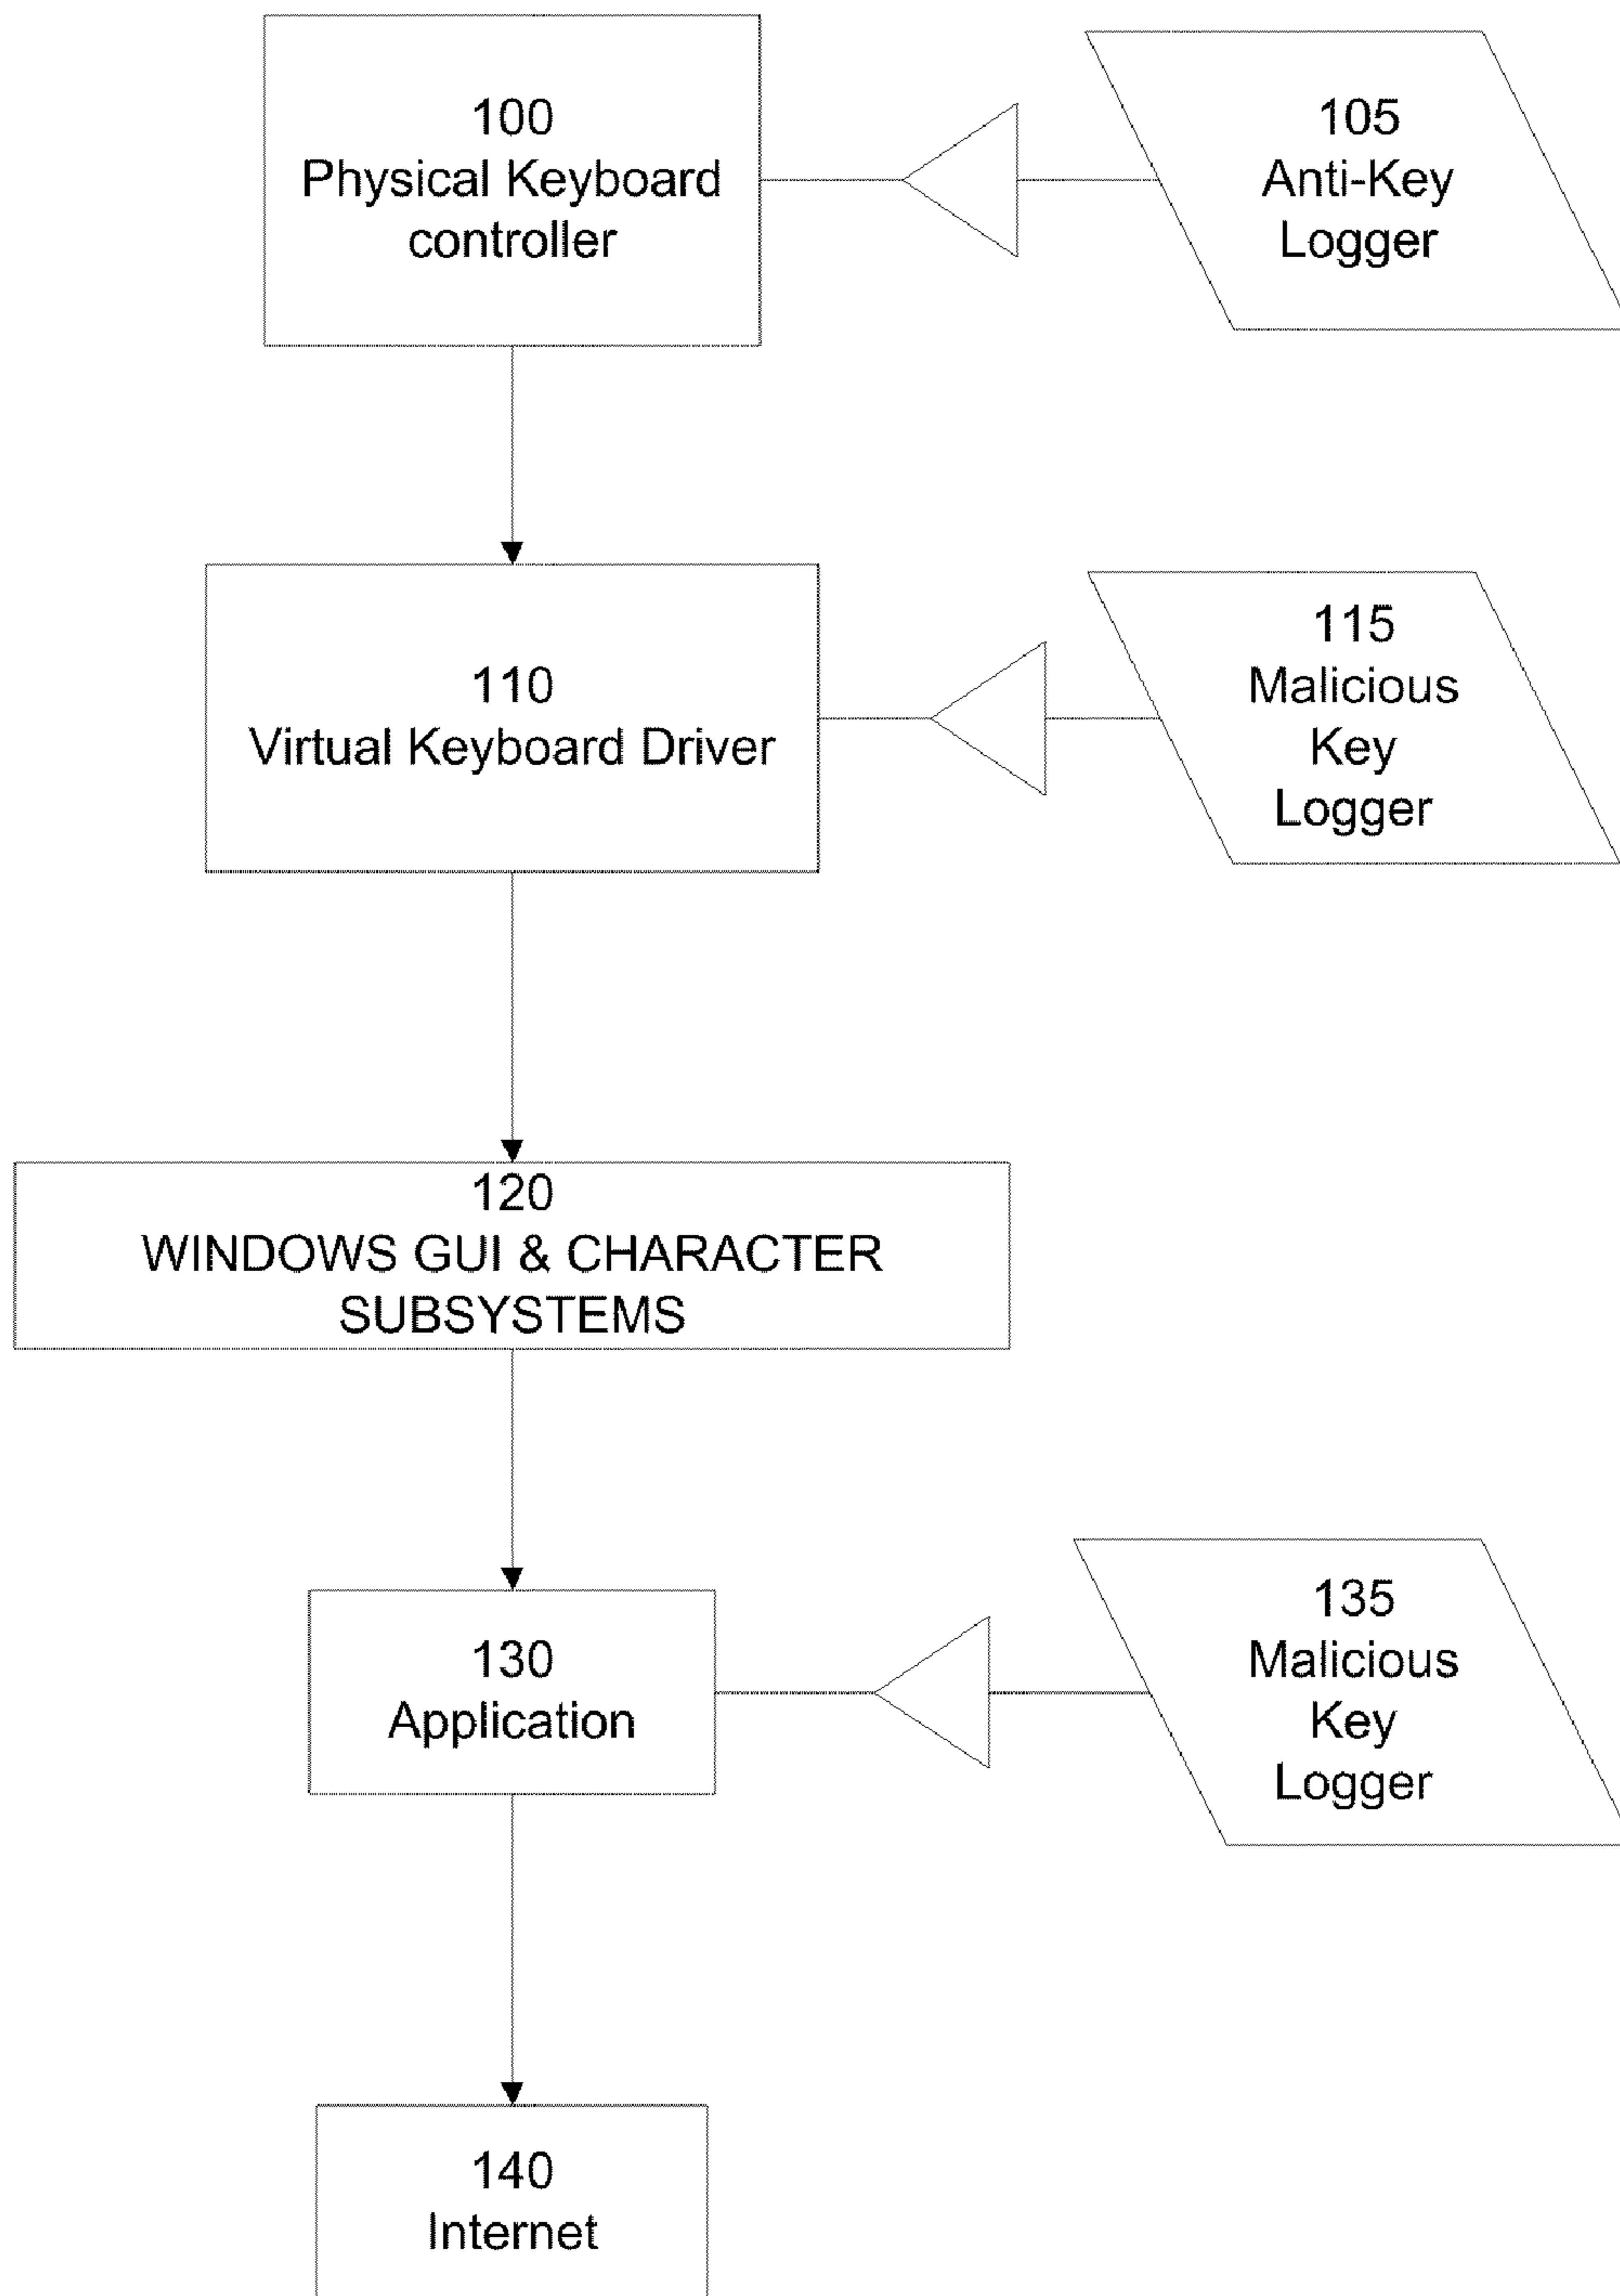 100
Physical Keyboard
controller
105
Anti-Key
Logger
110
Virtual Keyboard Driver
115
Malicious
Key
Logger
120
WINDOWS GUI & CHARACTER
SUBSYSTEMS
130
Application
135
Malicious
Key
Logger
140
Internet